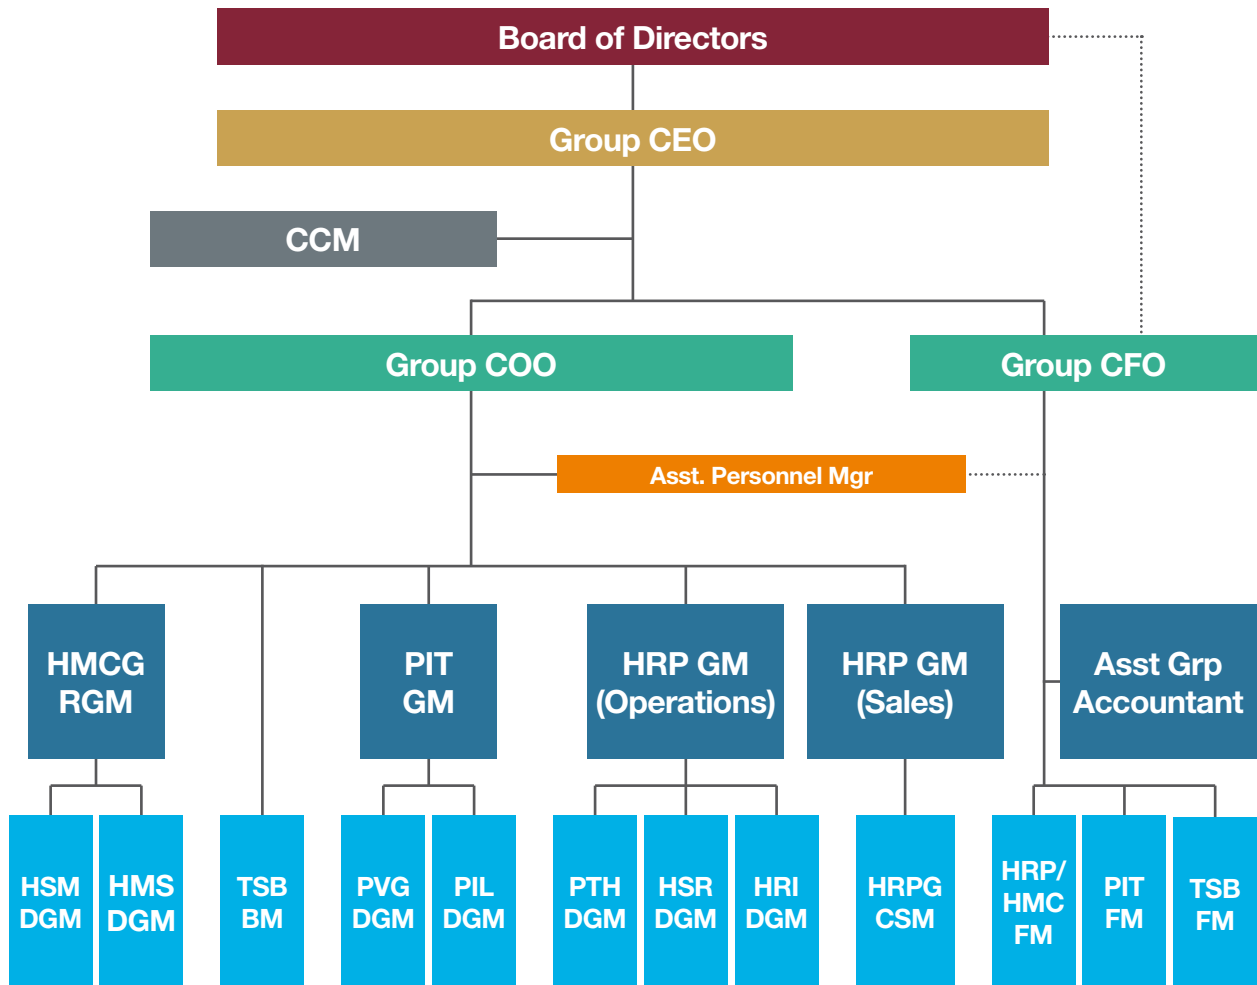 Board of Directors
Group CEO
CCM
Group COO
Group CFO
Asst. Personnel Mgr
HMCG
RGM
PIT
GM
HRP GM
(Operations)
HRP GM
(Sales)
Asst Grp
Accountant
HSM
DGM
HMS
DGM
TSB
BM
PVG
DGM
PIL
DGM
PTH
DGM
HSR
DGM
HRI
DGM
HRPG
CSM
HRP/
HMC
FM
PIT
FM
TSB
FM